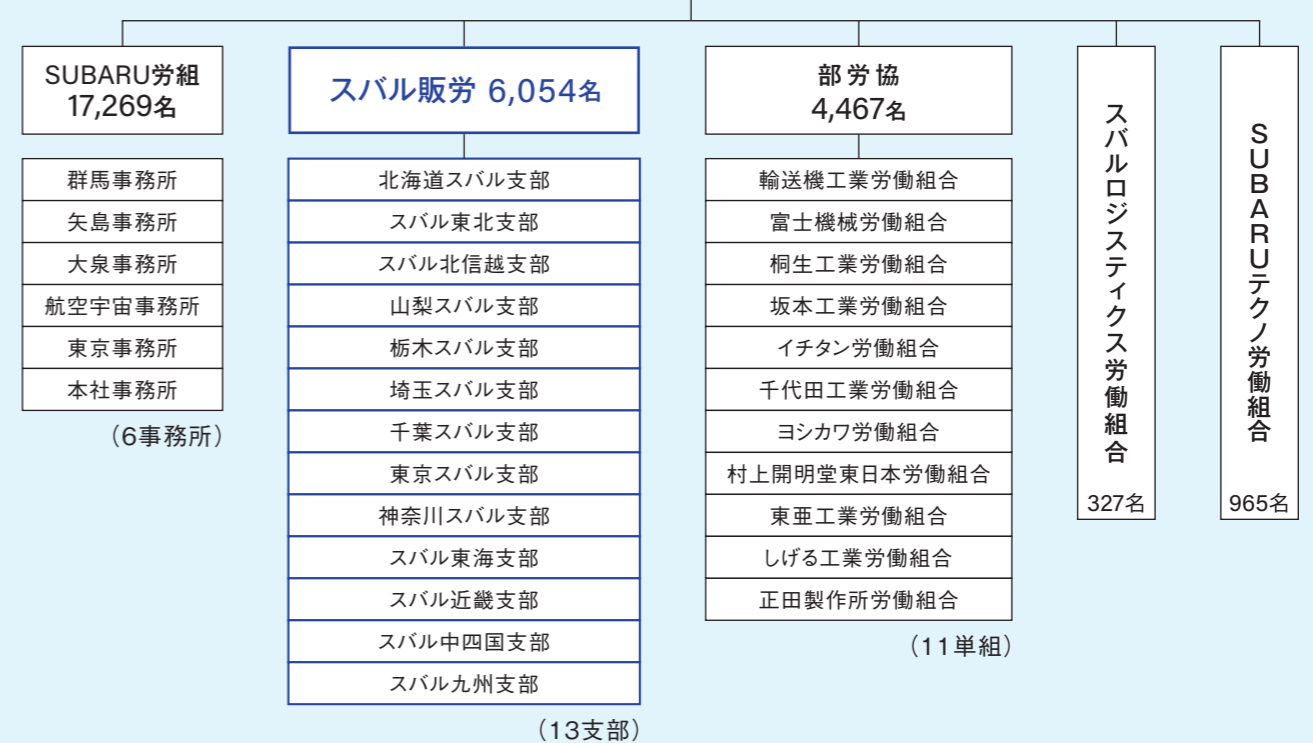 SUBARU労組
17,269名
群馬事務所
矢島事務所
大泉事務所
航空宇宙事務所
東京事務所
本社事務所
（6事務所）
スバル販労 6,054名
北海道スバル支部
スバル東北支部
スバル北信越支部
山梨スバル支部
栃木スバル支部
埼玉スバル支部
千葉スバル支部
東京スバル支部
神奈川スバル支部
スバル東海支部
スバル近畿支部
スバル中四国支部
スバル九州支部
（13支部）
部労協
4,467名
輸送機工業労働組合
富士機械労働組合
桐生工業労働組合
坂本工業労働組合
イチタン労働組合
千代田工業労働組合
ヨシカワ労働組合
村上開明堂東日本労働組合
東亜工業労働組合
しげる工業労働組合
正田製作所労働組合
（11単組）
スバルロジスティクス労働組合
327名
SUBARUテクノ労働組合
965名